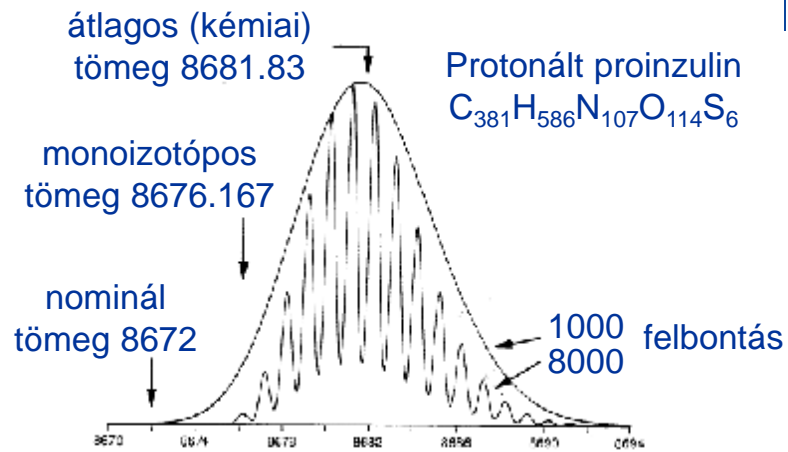 átlagos (kémiai)
tömeg 8681.83
Protonált proinzulin
C₃₈₁H₅₈₆N₁₀₇O₁₁₄S₆
monoizotópos
tömeg 8676.167
nominál
tömeg 8672
1000
8000
felbontás
8670